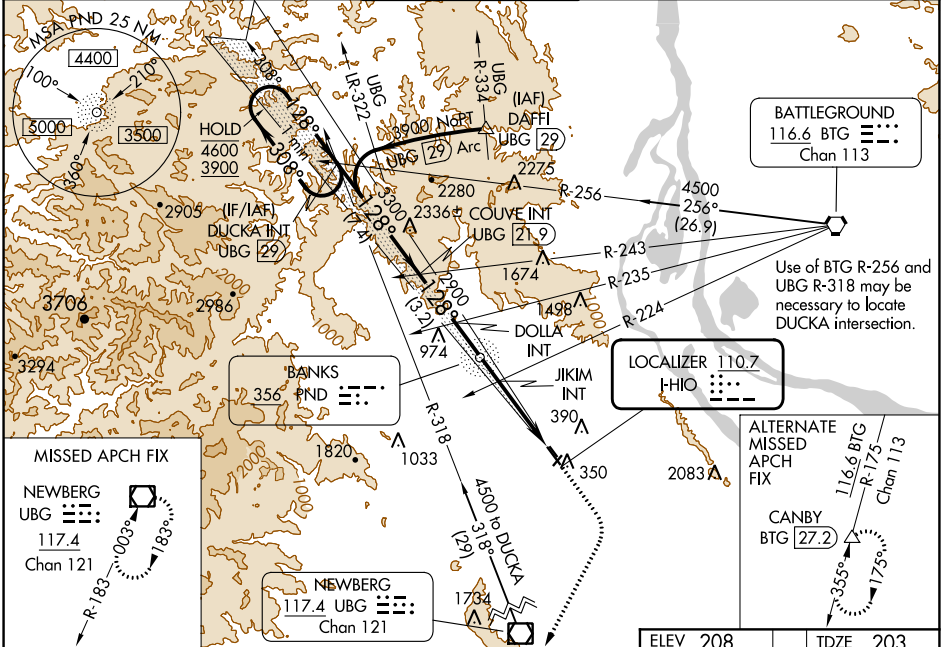 MSA PND 25 NM
4400
100°
210°
5000
3500
360°
HOLD
4600
3900
308°
128°
1 min
308°
(IF/IAF)
DUCKA INT
UBG 29
2905
3706
2986
3294
1000
UBG
LR-322
UBG
R-334
(IAF)
DAFFI
UBG 29
3900 NoPT
UBG 29 Arc
2275
2280
2336±
3300
128°
(7.4)
COUVE INT
UBG 21.9
1674
1498
1000
2900
128°
(3.2)
974
DOLLA
INT
JIKIM
INT
390
350
2083
R-256
4500
256°
(26.9)
R-243
R-235
R-224
BATTLEGROUND
116.6 BTG
Chan 113
Use of BTG R-256 and
UBG R-318 may be
necessary to locate
DUCKA intersection.
LOCALIZER 110.7
I-HIO
BANKS
356 PND
1820
1033
1000
R-318
4500 to DUCKA
318°
(29)
1734
NEWBERG
117.4 UBG
Chan 121
MISSED APCH FIX
NEWBERG
UBG
117.4
Chan 121
003°
183°
R-183
ALTERNATE
MISSED
APCH
FIX
116.6 BTG
R-175
Chan 113
CANBY
BTG 27.2
355°
175°
ELEV 208
TDZE 203